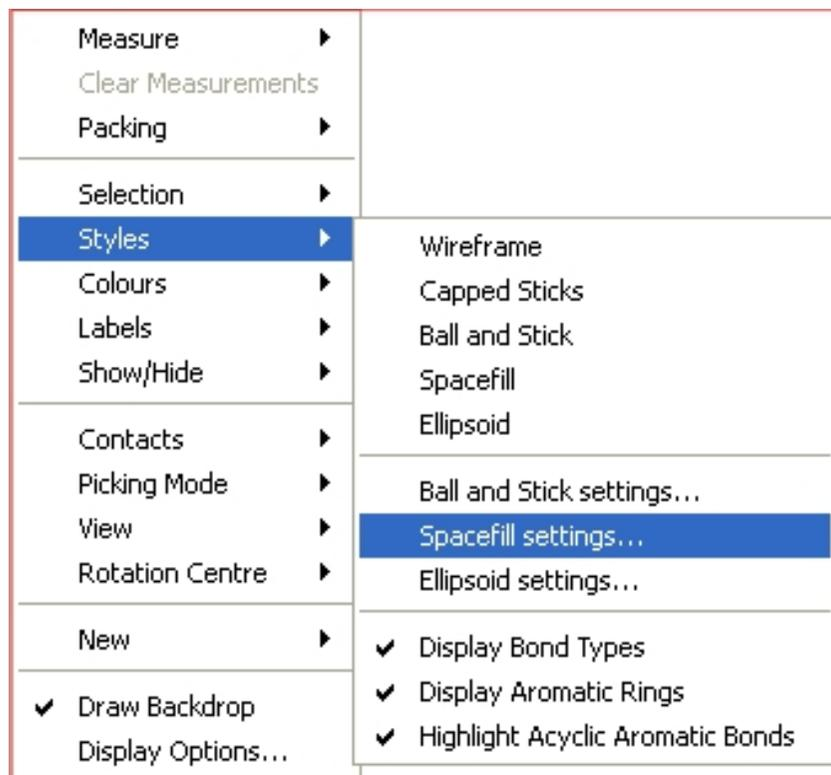 Measure
Clear Measurements
Packing
Selection
Styles
Colours
Labels
Show/Hide
Contacts
Picking Mode
View
Rotation Centre
New
Draw Backdrop
Display Options...
Wireframe
Capped Sticks
Ball and Stick
Spacefill
Ellipsoid
Ball and Stick settings...
Spacefill settings...
Ellipsoid settings...
Display Bond Types
Display Aromatic Rings
Highlight Acyclic Aromatic Bonds